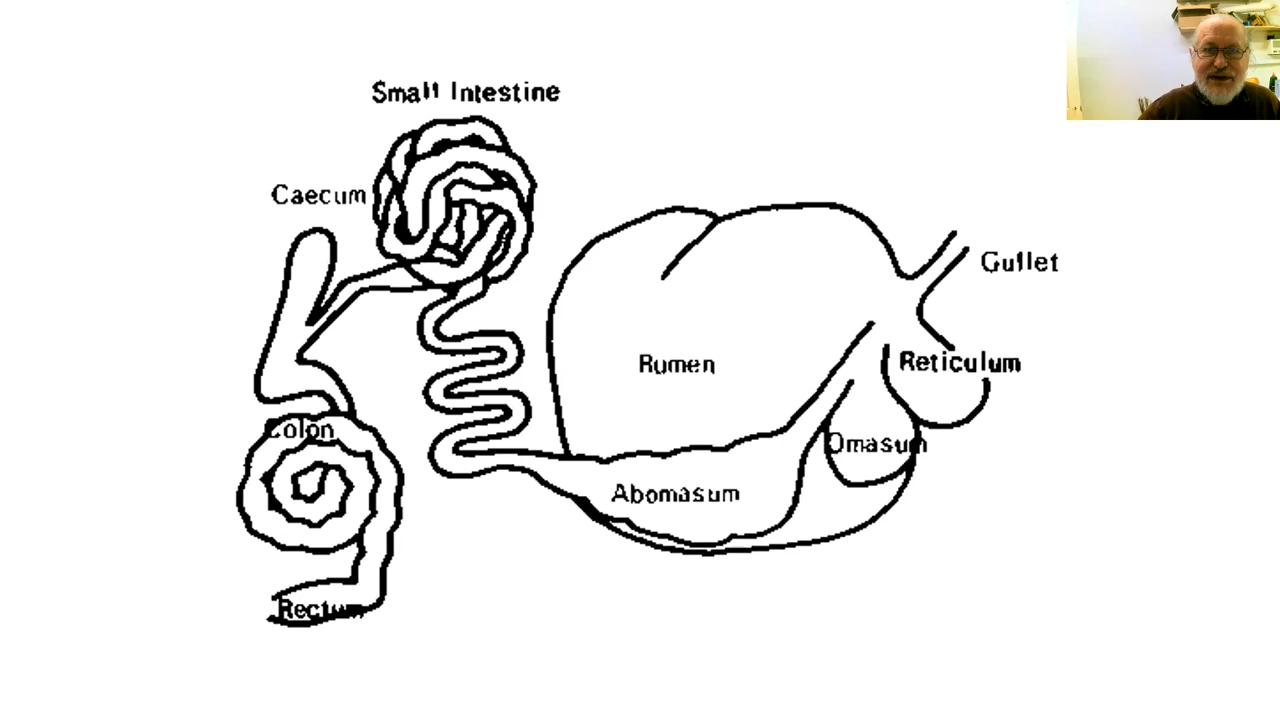 Small Intestine
Caecum
Gullet
Rumen
Reticulum
Colon
Omasum
Abomasum
Rectum